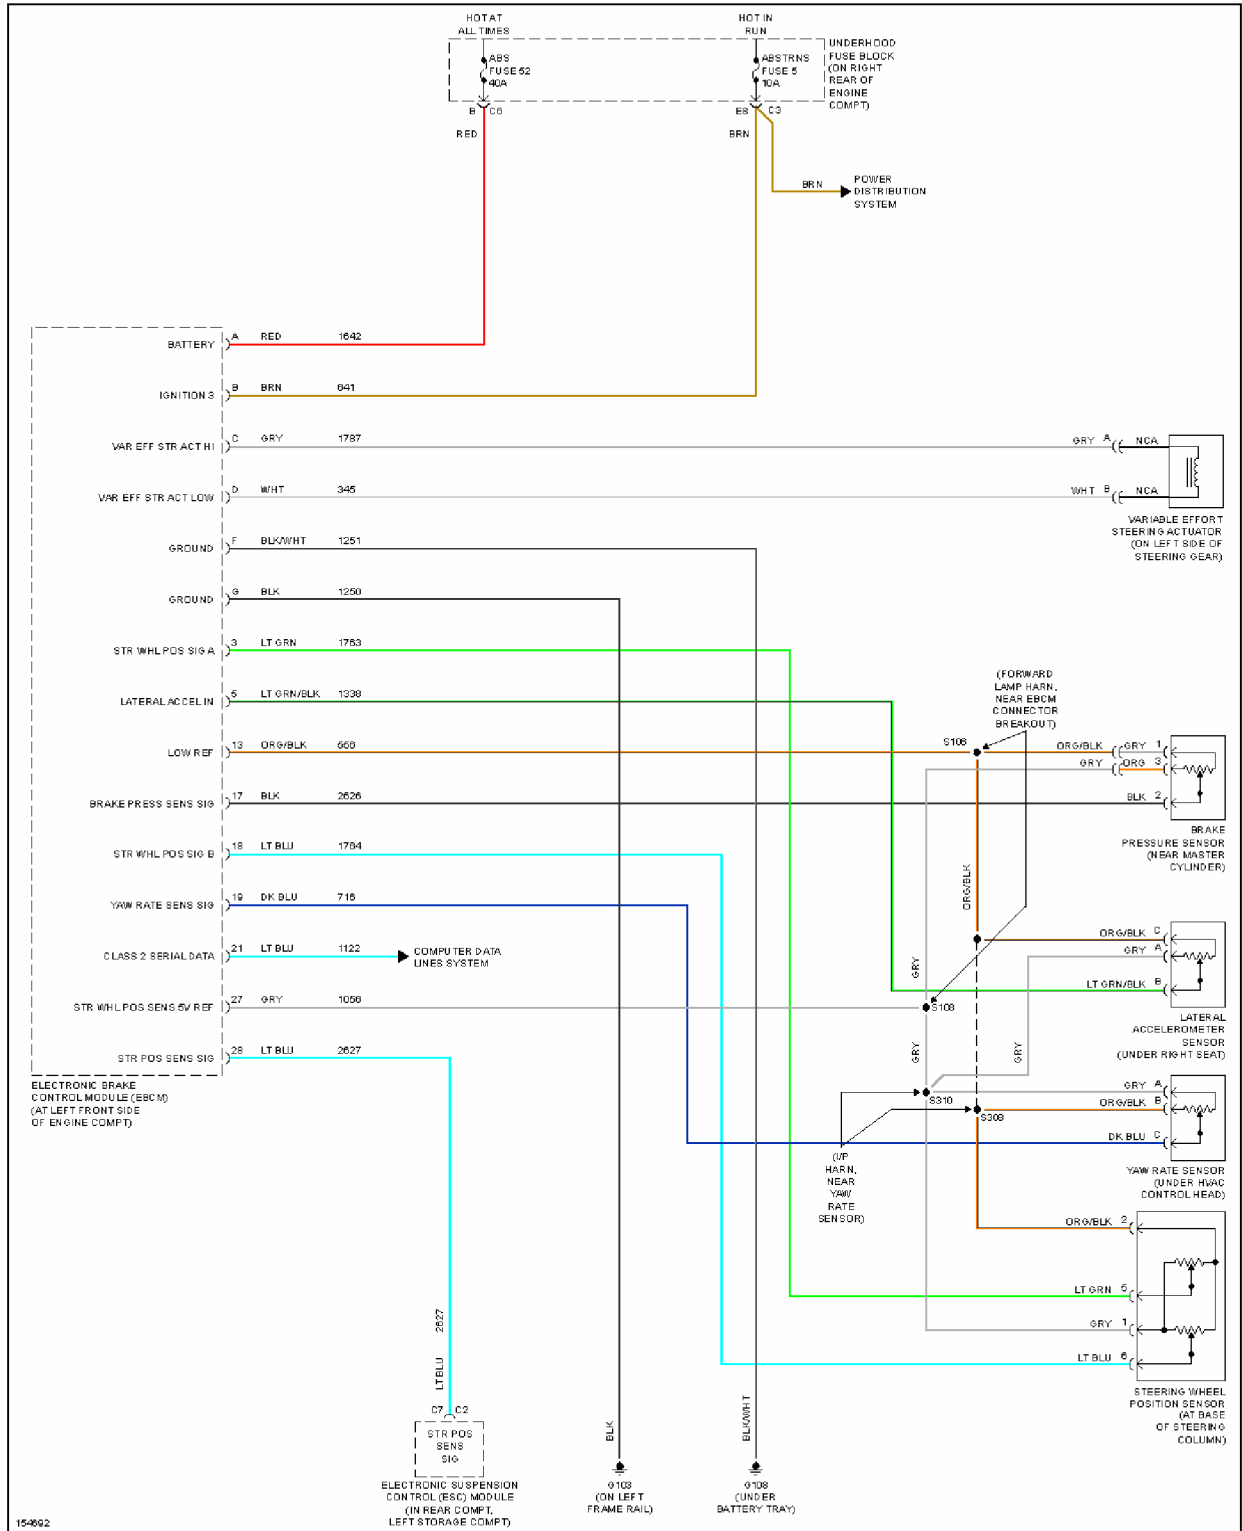 HOT AT
ALL TIMES
HOT IN
RUN
ABS
FUSE 52
40A
ABSTRNS
FUSE 5
10A
UNDERHOOD
FUSE BLOCK
(ON RIGHT
REAR OF
ENGINE
COMPT)
B C6
E8 C3
RED
BRN
BRN
POWER
DISTRIBUTION
SYSTEM
BATTERY A RED 1642
IGNITION 3 B BRN 641
VAR EFF STR ACT HI C GRY 1787
GRY A NCA
VAR EFF STR ACT LOW D WHT 345
WHT B NCA
VARIABLE EFFORT
STEERING ACTUATOR
(ON LEFT SIDE OF
STEERING GEAR)
GROUND F BLK/WHT 1251
GROUND G BLK 1250
STR WHL POS SIG A 3 LT GRN 1763
LATERAL ACCEL IN 5 LT GRN/BLK 1338
(FORWARD
LAMP HARN,
NEAR EBCM
CONNECTOR
BREAKOUT)
LOW REF 13 ORG/BLK 556
S106
ORG/BLK GRY 1
GRY ORG 3
BRAKE PRESS SENS SIG 17 BLK 2626
BLK 2
BRAKE
PRESSURE SENSOR
(NEAR MASTER
CYLINDER)
STR WHL POS SIG B 18 LT BLU 1764
YAW RATE SENS SIG 19 DK BLU 716
ORG/BLK
CLASS 2 SERIAL DATA 21 LT BLU 1122
COMPUTER DATA
LINES SYSTEM
ORG/BLK C
GRY A
GRY
LT GRN/BLK B
STR WHL POS SENS 5V REF 27 GRY 1056
S108
LATERAL
ACCELEROMETER
SENSOR
(UNDER RIGHT SEAT)
STR POS SENS SIG 28 LT BLU 2627
GRY
GRY
ELECTRONIC BRAKE
CONTROL MODULE (EBCM)
(AT LEFT FRONT SIDE
OF ENGINE COMPT)
GRY A
S310
ORG/BLK B
S308
DK BLU C
(I/P
HARN,
NEAR
YAW
RATE
SENSOR)
YAW RATE SENSOR
(UNDER HVAC
CONTROL HEAD)
ORG/BLK 2
LT GRN 5
GRY 1
LT BLU 6
STEERING WHEEL
POSITION SENSOR
(AT BASE
OF STEERING
COLUMN)
2627
LT BLU
C7 C2
STR POS
SENS
SIG
ELECTRONIC SUSPENSION
CONTROL (ESC) MODULE
(IN REAR COMPT,
LEFT STORAGE COMPT)
BLK
G103
(ON LEFT
FRAME RAIL)
BLK/WHT
G108
(UNDER
BATTERY TRAY)
154692